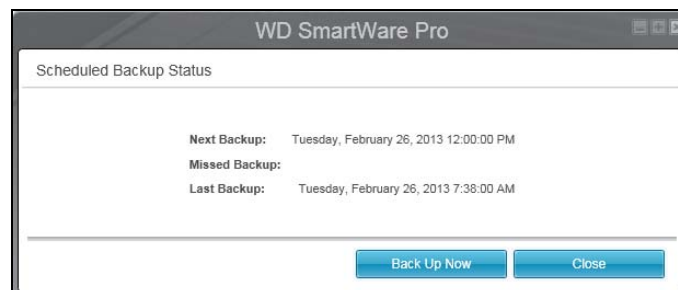 WD SmartWare Pro
Scheduled Backup Status
Next Backup: Tuesday, February 26, 2013 12:00:00 PM
Missed Backup:
Last Backup: Tuesday, February 26, 2013 7:38:00 AM
Back Up Now Close